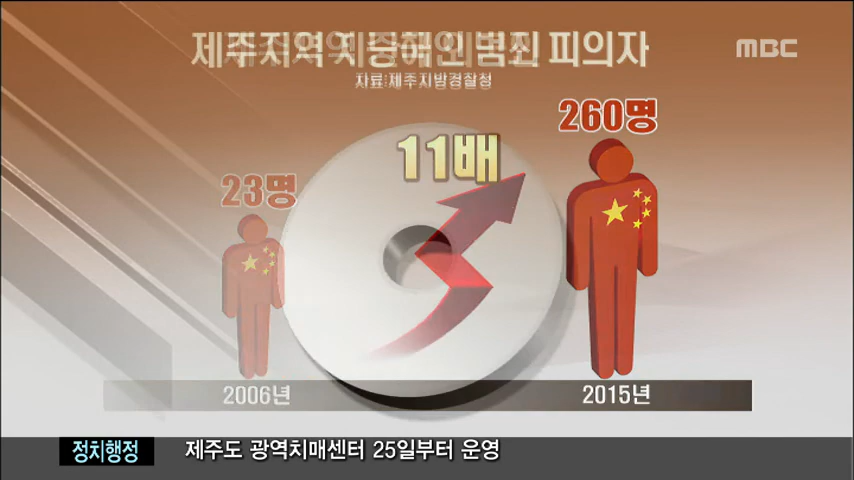 제주지역 범죄 피의자
MBC
자료:제주지방경찰청
260명
11배
23명
2006년
2015년
정치행정
제주도 광역치매센터 25일부터 운영